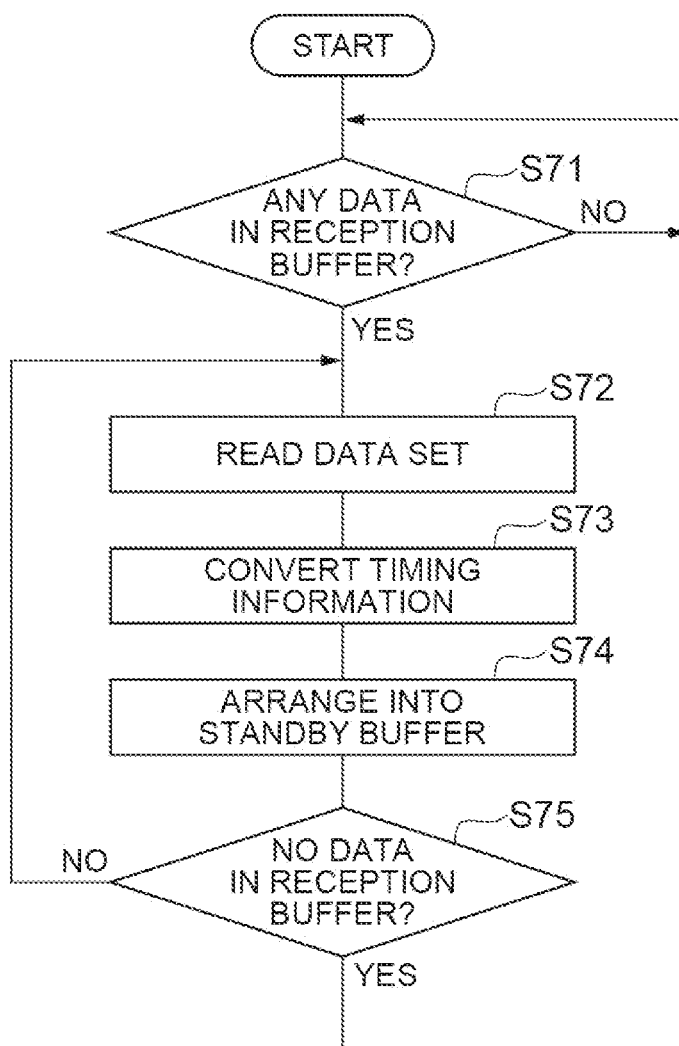 START
S71
ANY DATA
IN RECEPTION
BUFFER?
NO
YES
S72
READ DATA SET
S73
CONVERT TIMING
INFORMATION
S74
ARRANGE INTO
STANDBY BUFFER
S75
NO
NO DATA
IN RECEPTION
BUFFER?
YES